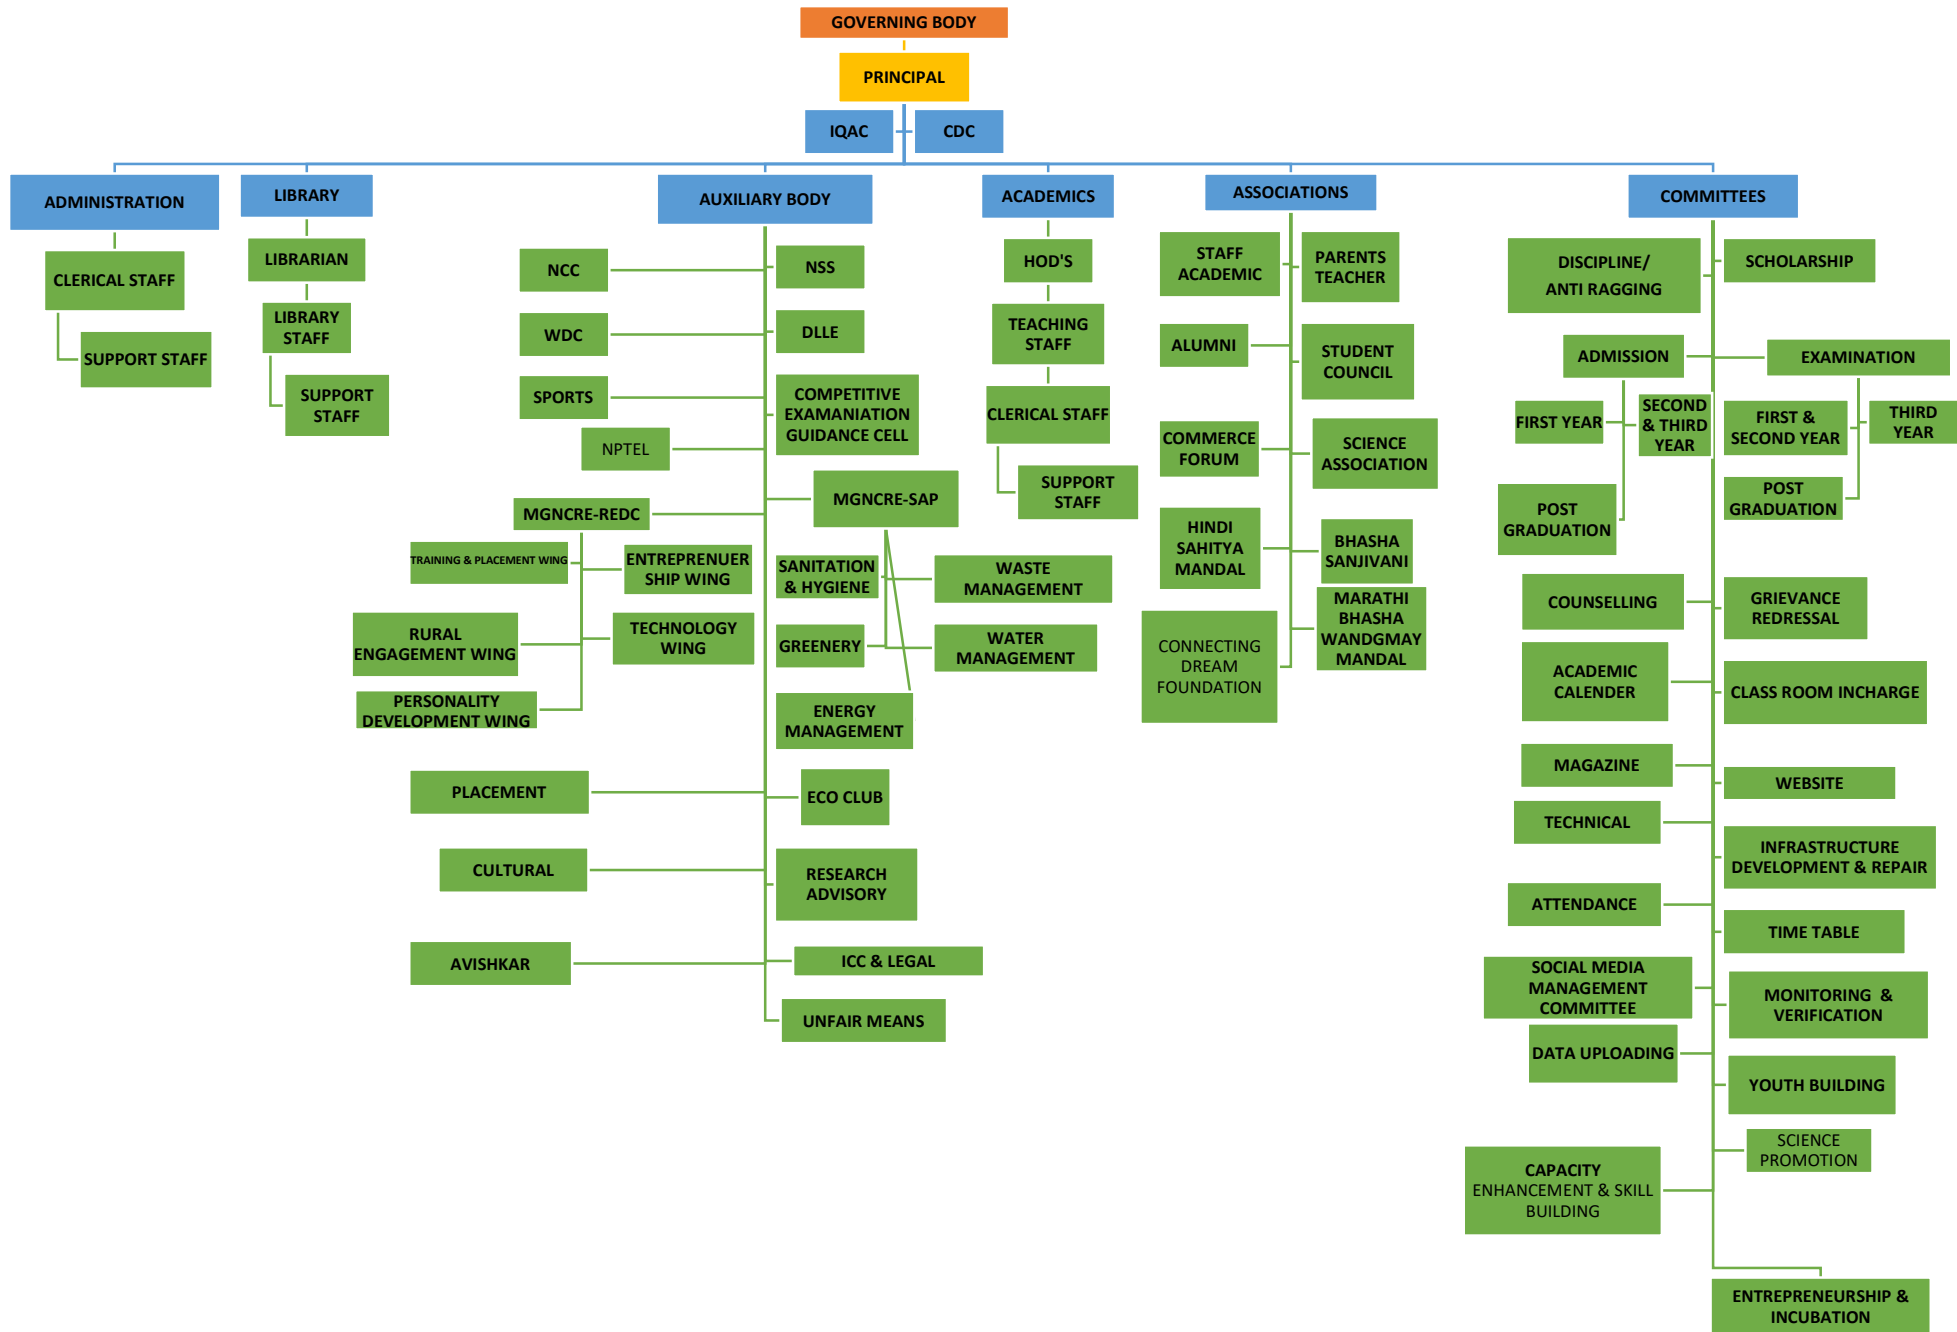 GOVERNING BODY
PRINCIPAL
IQAC
CDC
ADMINISTRATION
CLERICAL STAFF
SUPPORT STAFF
LIBRARY
LIBRARIAN
LIBRARY
STAFF
SUPPORT
STAFF
AUXILIARY BODY
NCC
NSS
WDC
DLLE
SPORTS
COMPETITIVE
EXAMANIATION
GUIDANCE CELL
NPTEL
MGNCRE-SAP
MGNCRE-REDC
TRAINING & PLACEMENT WING
ENTREPRENUER
SHIP WING
RURAL
ENGAGEMENT WING
TECHNOLOGY
WING
PERSONALITY
DEVELOPMENT WING
SANITATION
& HYGIENE
WASTE
MANAGEMENT
GREENERY
WATER
MANAGEMENT
ENERGY
MANAGEMENT
PLACEMENT
ECO CLUB
CULTURAL
RESEARCH
ADVISORY
AVISHKAR
ICC & LEGAL
UNFAIR MEANS
ACADEMICS
HOD'S
TEACHING
STAFF
CLERICAL STAFF
SUPPORT
STAFF
ASSOCIATIONS
STAFF
ACADEMIC
PARENTS
TEACHER
ALUMNI
STUDENT
COUNCIL
COMMERCE
FORUM
SCIENCE
ASSOCIATION
HINDI
SAHITYA
MANDAL
BHASHA
SANJIVANI
CONNECTING
DREAM
FOUNDATION
MARATHI
BHASHA
WANDGMAY
MANDAL
COMMITTEES
DISCIPLINE/
ANTI RAGGING
SCHOLARSHIP
ADMISSION
EXAMINATION
FIRST YEAR
SECOND
& THIRD
YEAR
POST
GRADUATION
FIRST &
SECOND YEAR
THIRD
YEAR
POST
GRADUATION
COUNSELLING
GRIEVANCE
REDRESSAL
ACADEMIC
CALENDER
CLASS ROOM INCHARGE
MAGAZINE
WEBSITE
TECHNICAL
INFRASTRUCTURE
DEVELOPMENT & REPAIR
ATTENDANCE
TIME TABLE
SOCIAL MEDIA
MANAGEMENT
COMMITTEE
MONITORING & 
VERIFICATION
DATA UPLOADING
YOUTH BUILDING
SCIENCE
PROMOTION
CAPACITY
ENHANCEMENT & SKILL
BUILDING
ENTREPRENEURSHIP &
INCUBATION